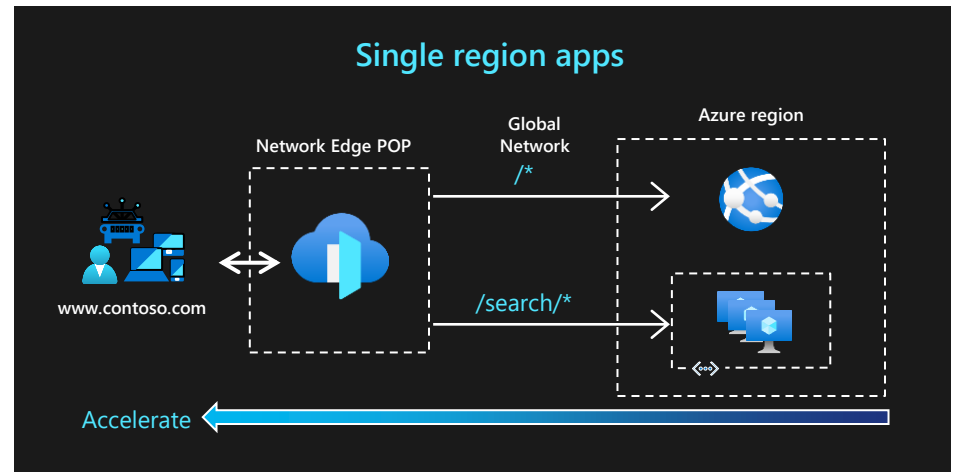 Single region apps
Azure region
Global
Network
Network Edge POP
/*
www.contoso.com
/search/*
Accelerate